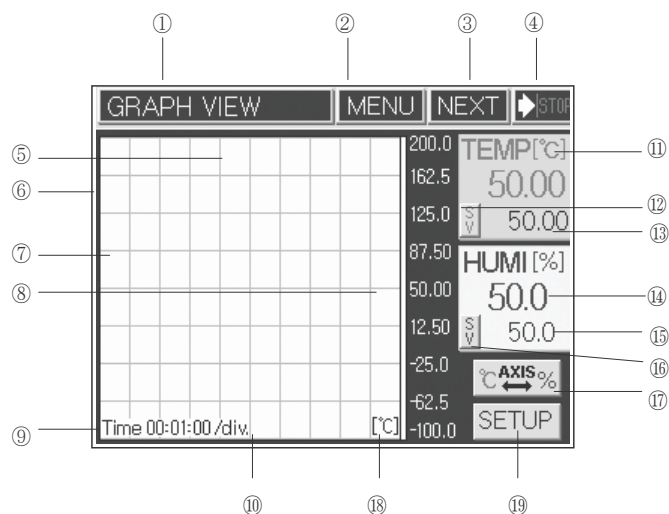 ① ② ③ ④
GRAPH VIEW MENU NEXT STOP
⑤
⑥
⑦
⑧
⑨
Time 00:01:00 /div. [℃]
⑩ ⑱ ⑲
200.0
162.5
125.0
87.50
50.00
12.50
-25.0
-62.5
-100.0
TEMP[℃]
50.00
SV 50.00
HUMI [%]
50.0
SV 50.0
℃ AXIS %
SETUP
⑪
⑫
⑬
⑭
⑮
⑯
⑰